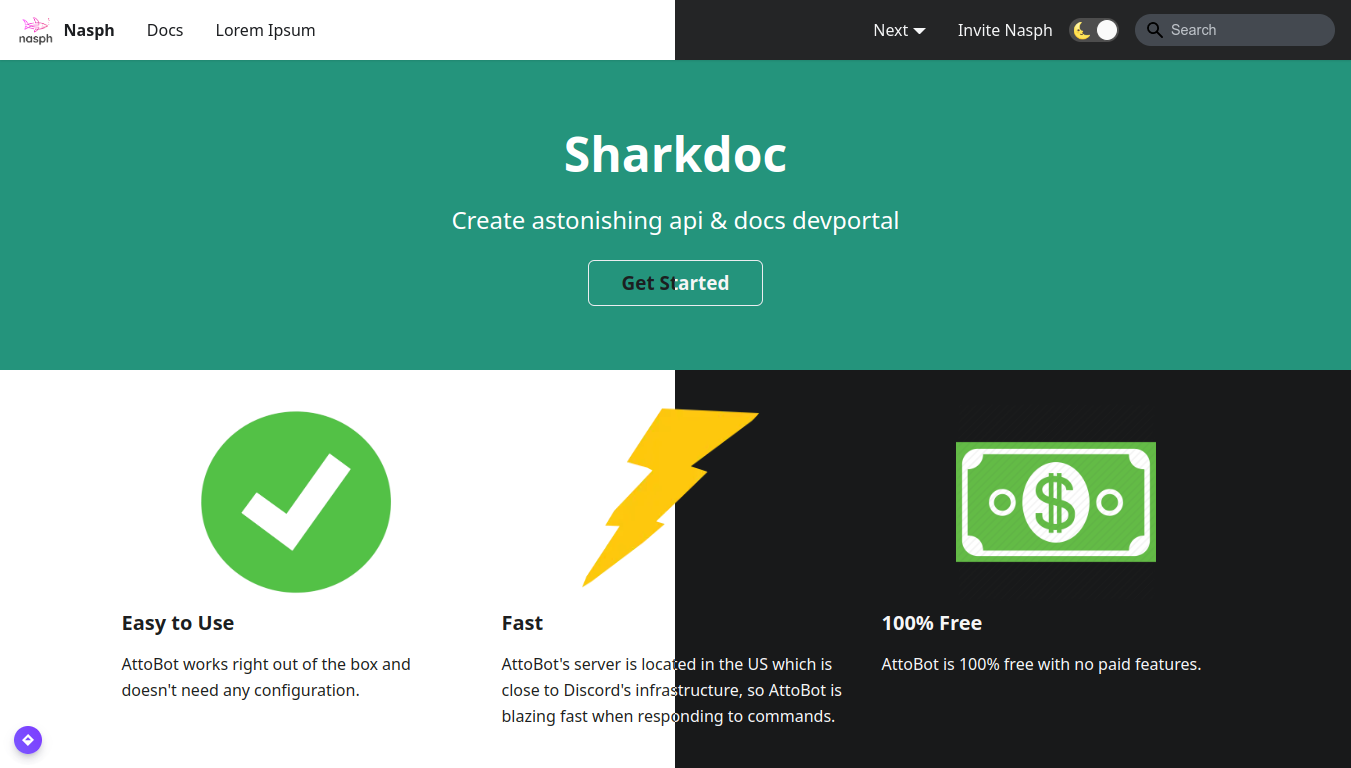 nasph
Nasph
Docs
Lorem Ipsum
Next
Invite Nasph
Search
Sharkdoc
Create astonishing api & docs devportal
Get Started
$
Easy to Use
AttoBot works right out of the box and
doesn't need any configuration.
Fast
AttoBot's server is located in the US which is
close to Discord's infrastructure, so AttoBot is
blazing fast when responding to commands.
100% Free
AttoBot is 100% free with no paid features.